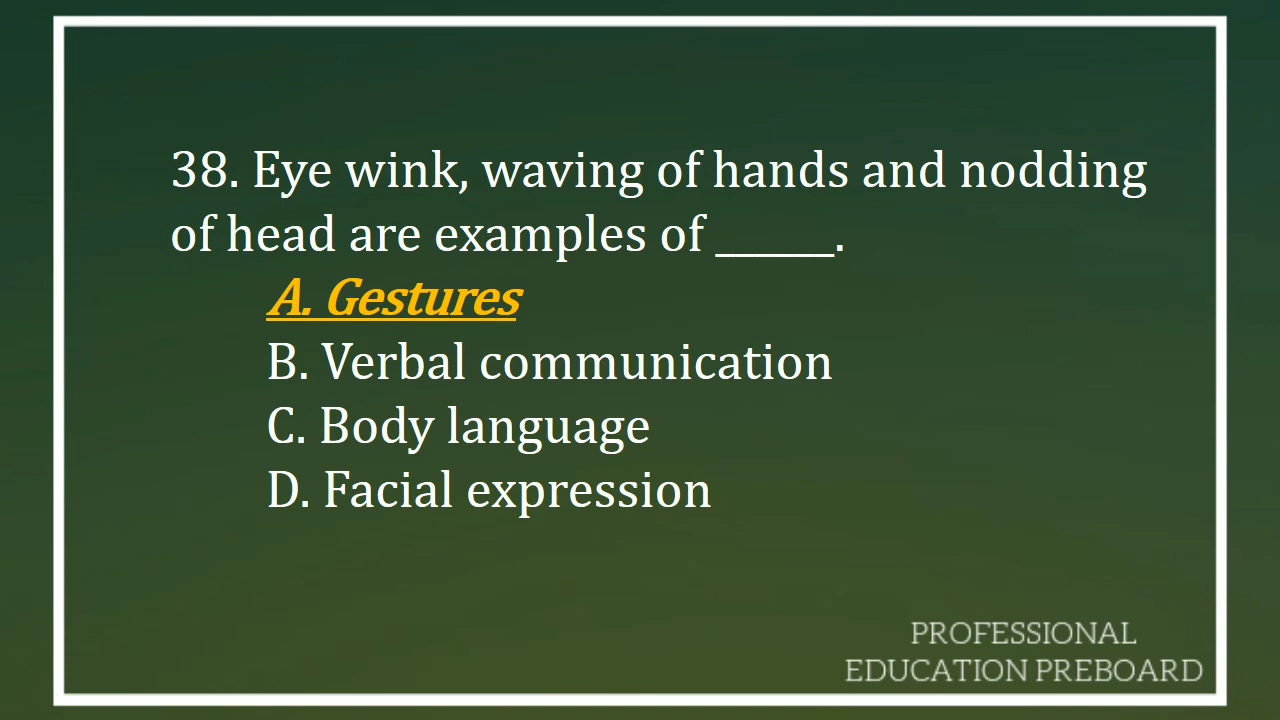 38. Eye wink, waving of hands and nodding
of head are examples of ______.
A. Gestures
B. Verbal communication
C. Body language
D. Facial expression
PROFESSIONAL
EDUCATION PREBOARD